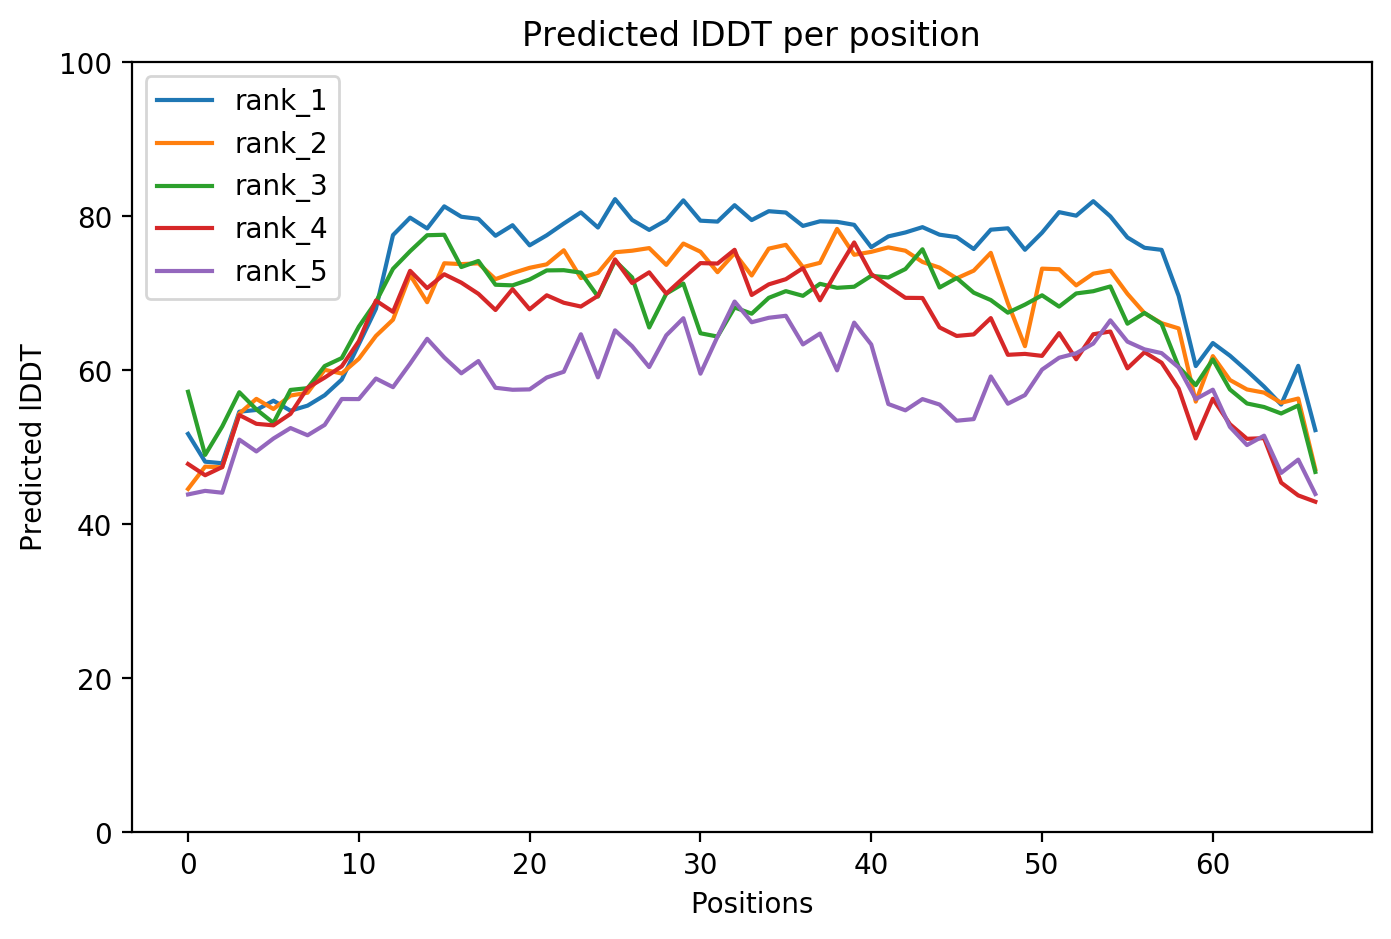 Predicted lDDT per position
100
80
60
40
20
0
Predicted lDDT
rank_1
rank_2
rank_3
rank_4
rank_5
0 10 20 30 40 50 60
Positions